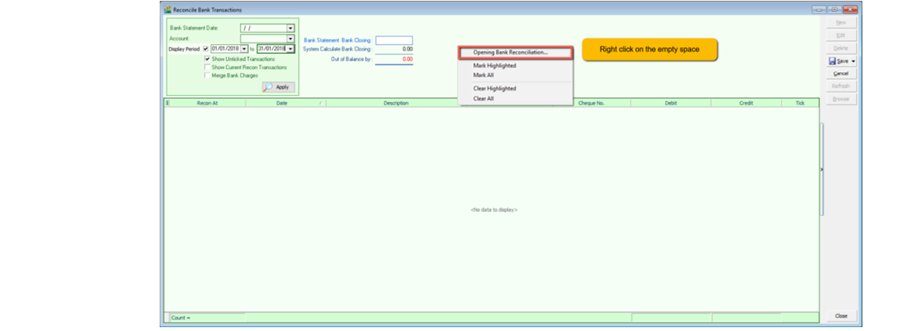 Reconcile Bank Transactions
Bank Statement Date: / /
Account:
Display Period 01/01/2018 to 31/01/2018
Show Unticked Transactions
Show Current Recon Transactions
Merge Bank Charges
Apply
Bank Statement Bank Closing:
System Calculate Bank Closing: 0.00
Out of Balance by: 0.00
Opening Bank Reconciliation...
Mark Highlighted
Mark All
Clear Highlighted
Clear All
Right click on the empty space
New
Edit
Delete
Save
Cancel
Refresh
Browse
Recon At Date Description Cheque No. Debit Credit Tick
<No data to display>
Count =
Close